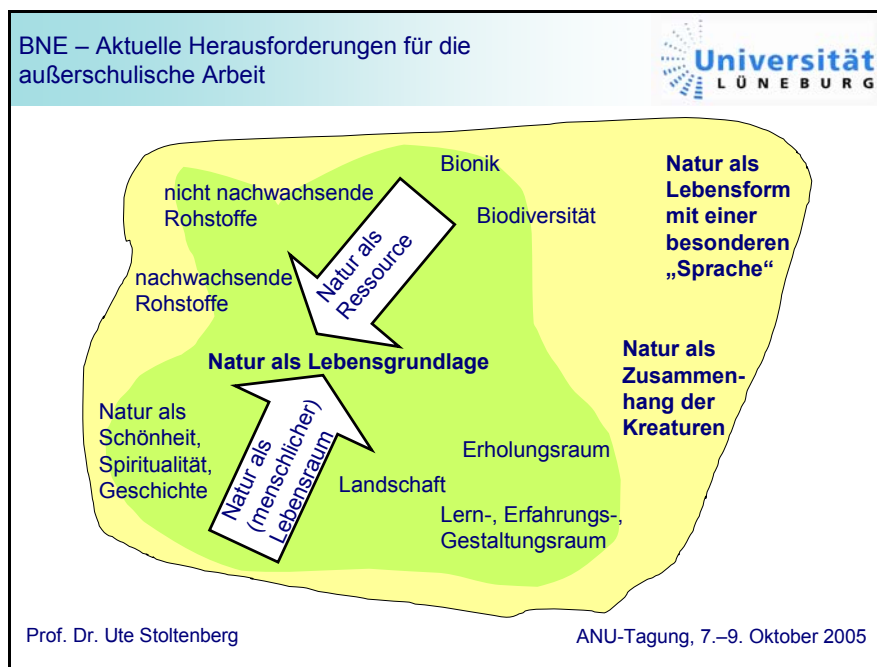 BNE – Aktuelle Herausforderungen für die
außerschulische Arbeit
Universität
LÜNEBURG
Bionik
nicht nachwachsende
Rohstoffe
Biodiversität
Natur als
Lebensform
mit einer
besonderen
„Sprache“
Natur als
Ressource
nachwachsende
Rohstoffe
Natur als Lebensgrundlage
Natur als
Zusammen-
hang der
Kreaturen
Natur als
Schönheit,
Spiritualität,
Geschichte
Natur als
(menschlicher)
Lebensraum
Landschaft
Erholungsraum
Lern-, Erfahrungs-,
Gestaltungsraum
Prof. Dr. Ute Stoltenberg
ANU-Tagung, 7.–9. Oktober 2005